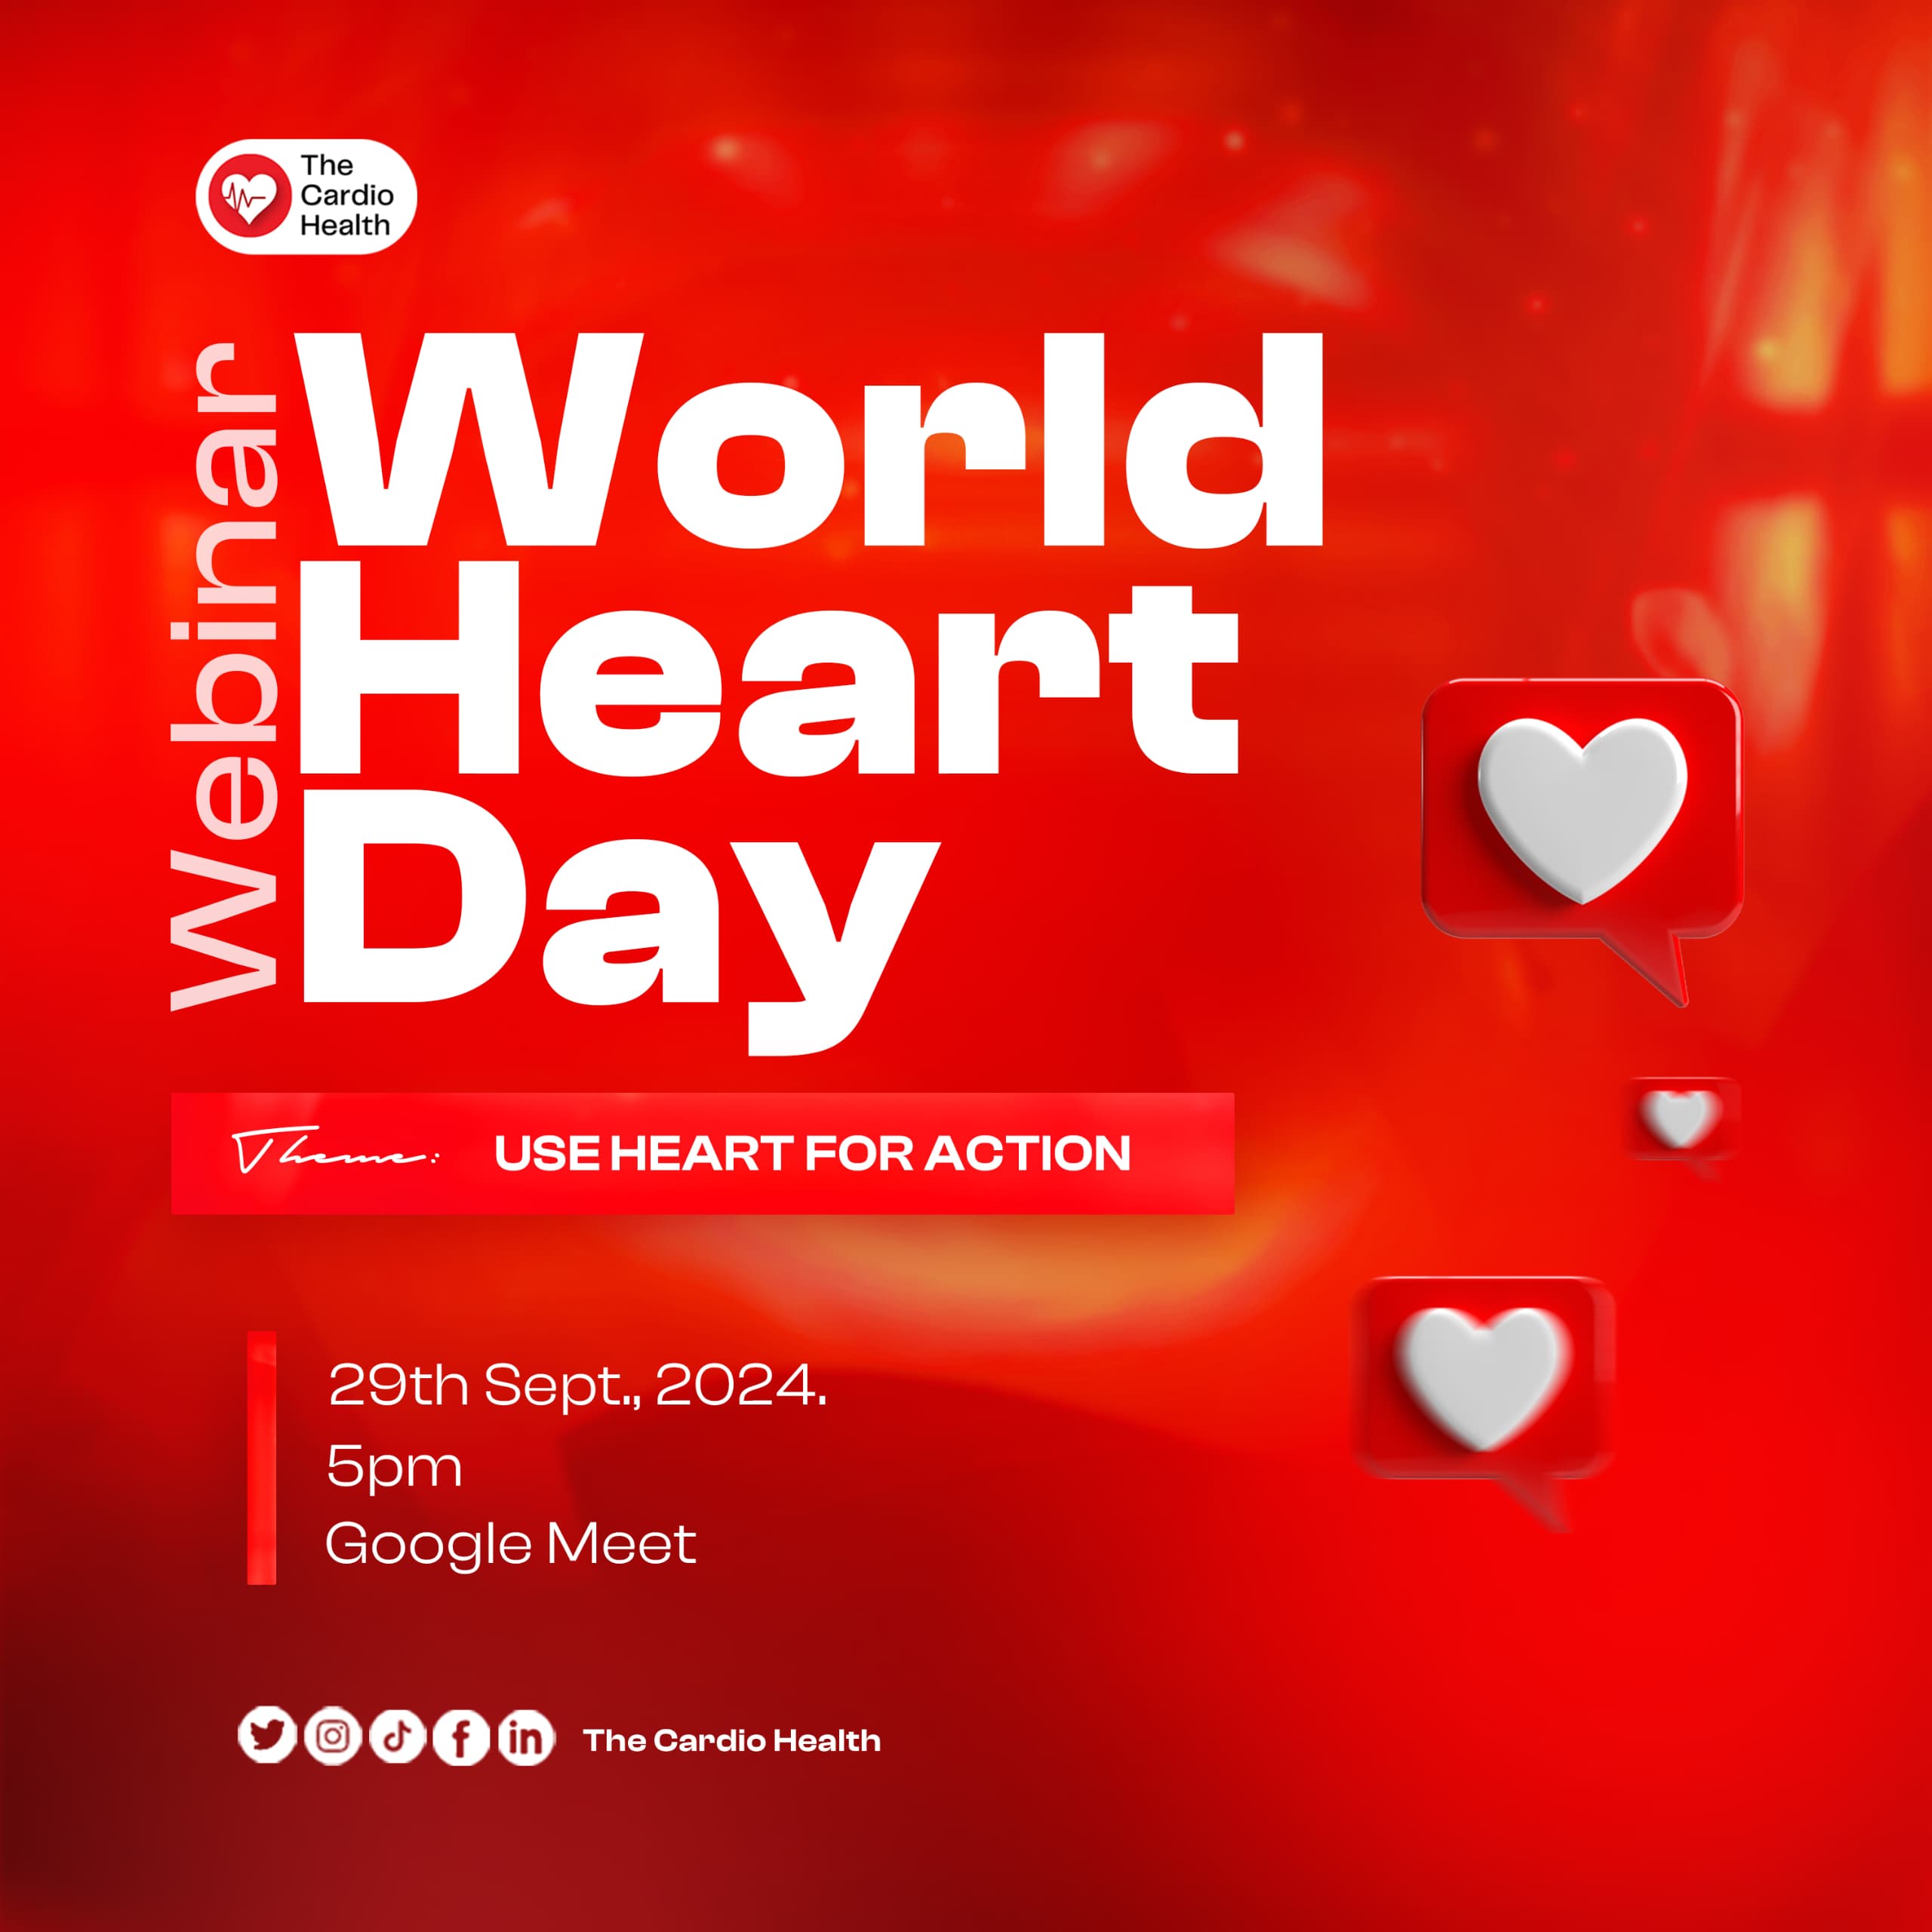 The
Cardio
Health
Webinar
World
Heart
Day
Theme: USE HEART FOR ACTION
29th Sept., 2024.
5pm
Google Meet
The Cardio Health